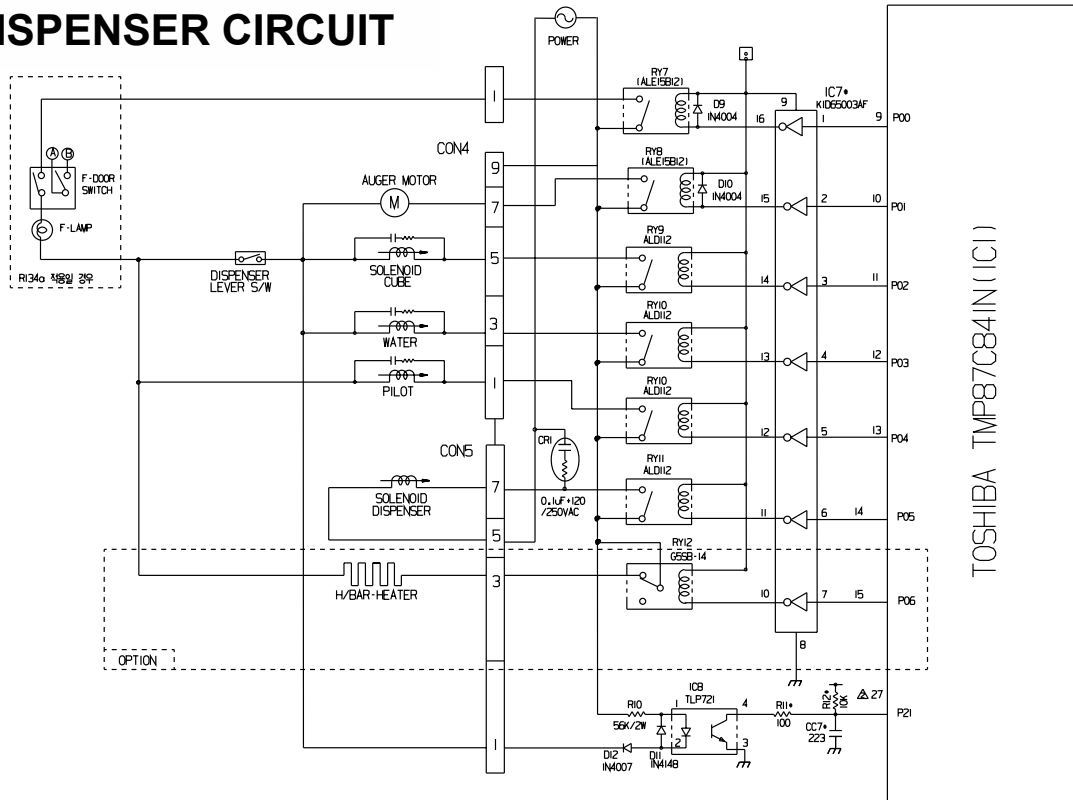 ISPENSER CIRCUIT
POWER
1
RY7
(ALE15B12)
D9
IN4004
16
9
IC7*
KID65003AF
1
9
P00
A B
F-DOOR
SWITCH
F-LAMP
R134a 적용일 경우
CON4
9
AUGER MOTOR
M
7
RY8
(ALE15B12)
D10
IN4004
15
2
10
P01
DISPENSER
LEVER S/W
SOLENOID
CUBE
5
RY9
ALD112
14
3
11
P02
WATER
3
RY10
ALD112
13
4
12
P03
PILOT
1
RY10
ALD112
12
5
13
P04
CON5
CR1
0.1uF+120
/250VAC
SOLENOID
DISPENSER
7
RY11
ALD112
11
6
14
P05
5
H/BAR-HEATER
3
RY12
G5SB-14
10
7
15
P06
8
OPTION
1
R10
56K/2W
D12
IN4007
D11
IN4148
IC8
TLP721
1
2
4
3
R11*
100
R12*
10K
CC7*
223
27
P21
TOSHIBA TMP87C841N(IC1)